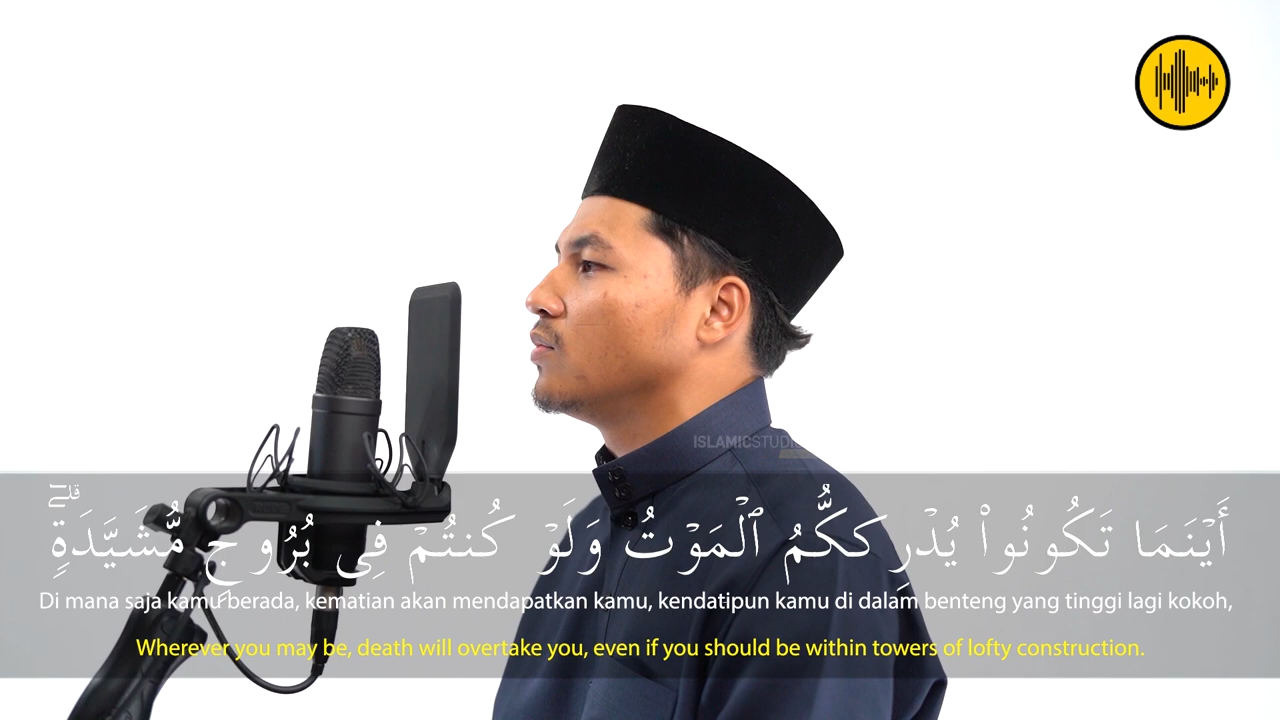 ISLAMICSTUDI
أَيْنَمَا تَكُونُوا۟ يُدْرِككُّمُ ٱلْمَوْتُ وَلَوْ كُنتُمْ فِى بُرُوجٍ مُّشَيَّدَةٍ ۗ
Di mana saja kamu berada, kematian akan mendapatkan kamu, kendatipun kamu di dalam benteng yang tinggi lagi kokoh,
Wherever you may be, death will overtake you, even if you should be within towers of lofty construction.